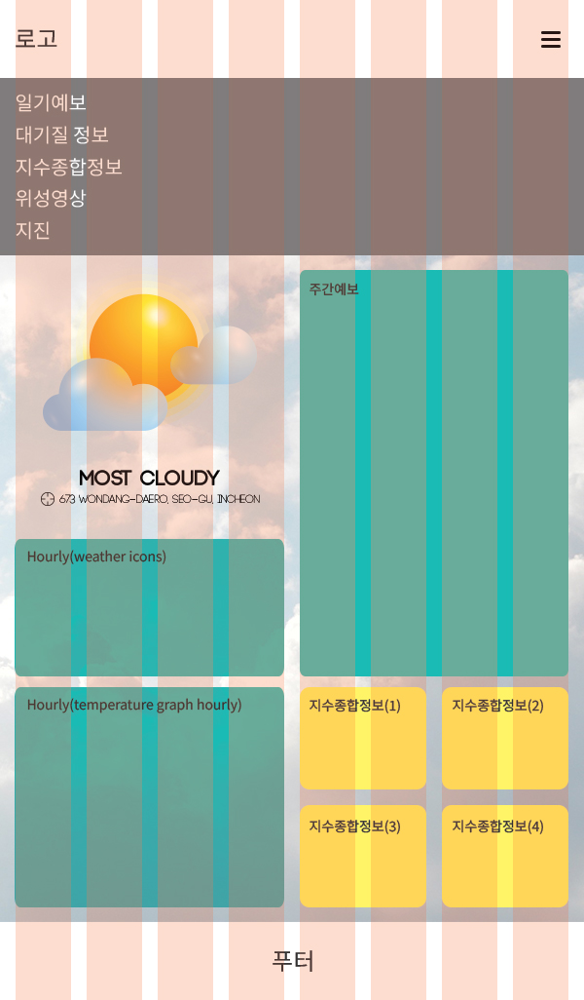 로고
일기예보
대기질 정보
지수종합정보
위성영상
지진
주간예보
MOST CLOUDY
673 WONDANG-DAERO, SEO-GU, INCHEON
Hourly(weather icons)
Hourly(temperature graph hourly)
지수종합정보(1)
지수종합정보(2)
지수종합정보(3)
지수종합정보(4)
푸터